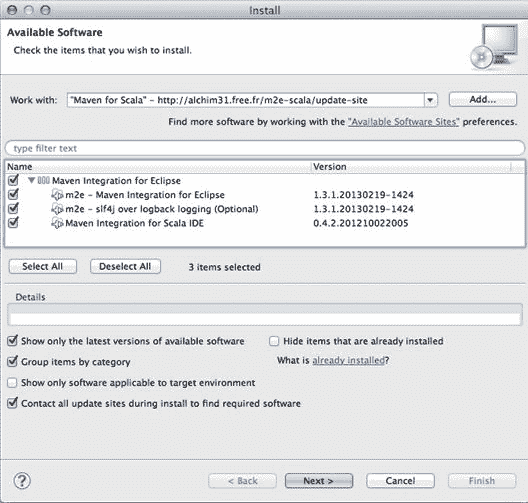 Install
Available Software
Check the items that you wish to install.
Work with: "Maven for Scala" – http://alchim31.free.fr/m2e-scala/update-site Add...
Find more software by working with the "Available Software Sites" preferences.
type filter text
Name Version
Maven Integration for Eclipse
m2e – Maven Integration for Eclipse 1.3.1.20130219-1424
m2e – slf4j over logback logging (Optional) 1.3.1.20130219-1424
Maven Integration for Scala IDE 0.4.2.201210022005
Select All Deselect All 3 items selected
Details
Show only the latest versions of available software Hide items that are already installed
Group items by category What is already installed?
Show only software applicable to target environment
Contact all update sites during install to find required software
? < Back Next > Cancel Finish